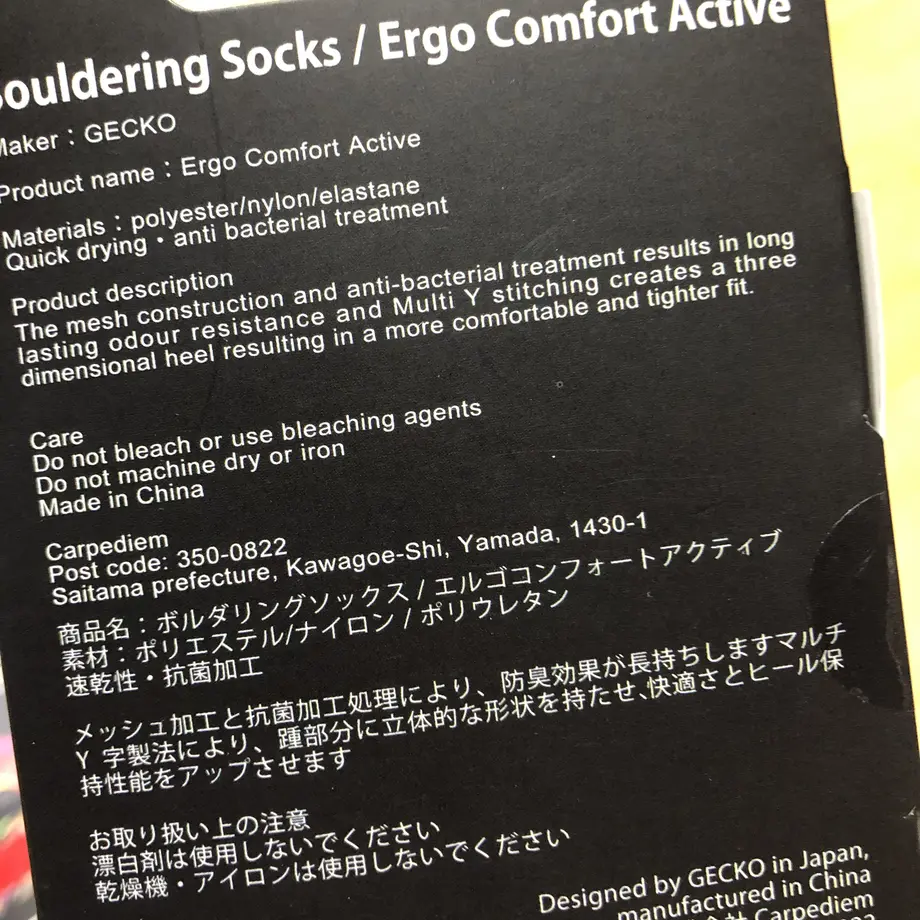 Bouldering Socks / Ergo Comfort Active
Maker : GECKO
Product name : Ergo Comfort Active
Materials : polyester/nylon/elastane
Quick drying・anti bacterial treatment
Product description
The mesh construction and anti-bacterial treatment results in long
lasting odour resistance and Multi Y stitching creates a three
dimensional heel resulting in a more comfortable and tighter fit.
Care
Do not bleach or use bleaching agents
Do not machine dry or iron
Made in China
Carpediem
Post code: 350-0822
Saitama prefecture, Kawagoe-Shi, Yamada, 1430-1
商品名：ボルダリングソックス / エルゴコンフォートアクティブ
素材：ポリエステル/ナイロン / ポリウレタン
速乾性・抗菌加工
メッシュ加工と抗菌加工処理により、防臭効果が長持ちしますマルチ
Y 字製法により、踵部分に立体的な形状を持たせ、快適さとヒール保
持性能をアップさせます
お取り扱い上の注意
漂白剤は使用しないでください
乾燥機・アイロンは使用しないでください
Designed by GECKO in Japan,
manufactured in China
Carpediem